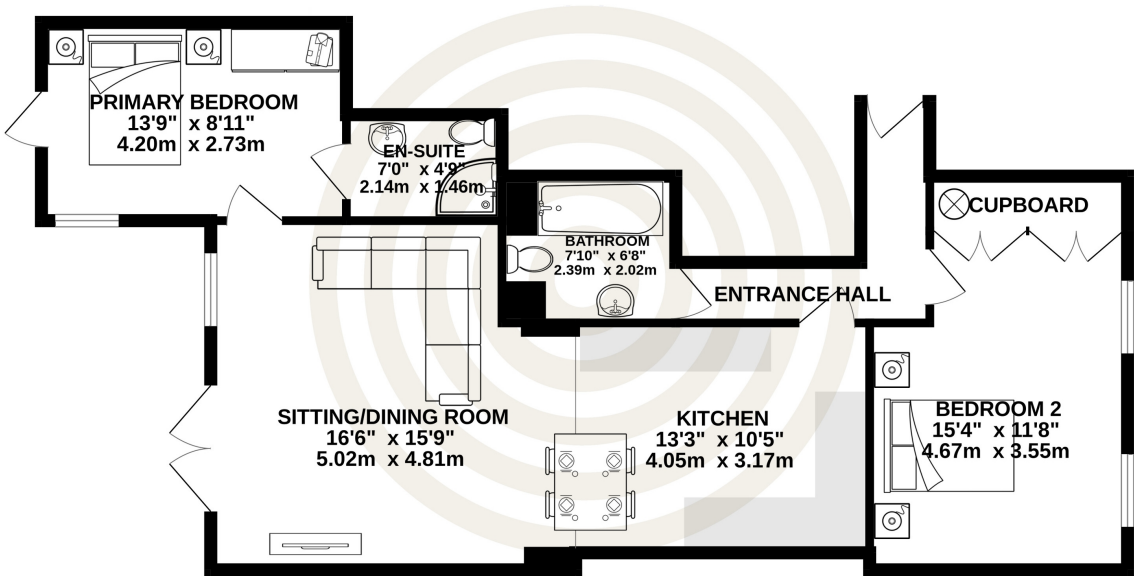 PRIMARY BEDROOM
13'9" x 8'11"
4.20m x 2.73m
EN-SUITE
7'0" x 4'9"
2.14m x 1.46m
CUPBOARD
BATHROOM
7'10" x 6'8"
2.39m x 2.02m
ENTRANCE HALL
SITTING/DINING ROOM
16'6" x 15'9"
5.02m x 4.81m
KITCHEN
13'3" x 10'5"
4.05m x 3.17m
BEDROOM 2
15'4" x 11'8"
4.67m x 3.55m